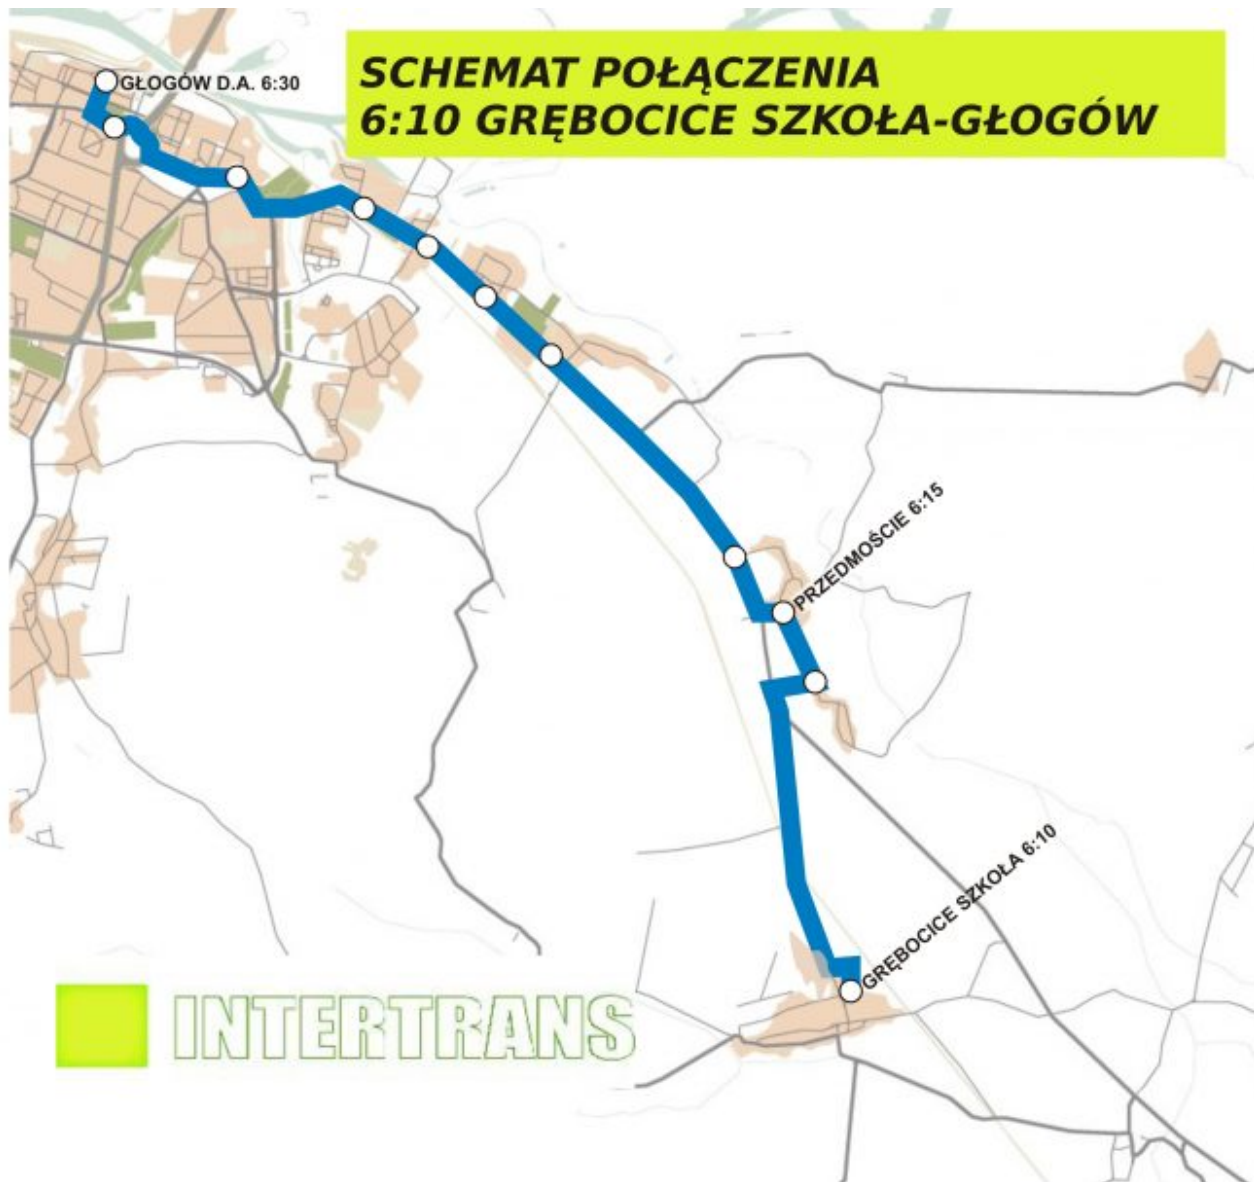 GŁOGÓW D.A. 6:30
SCHEMAT POŁĄCZENIA
6:10 GRĘBOCICE SZKOŁA-GŁOGÓW
PRZEDMOŚCIE 6:15
GRĘBOCICE SZKOŁA 6:10
INTERTRANS